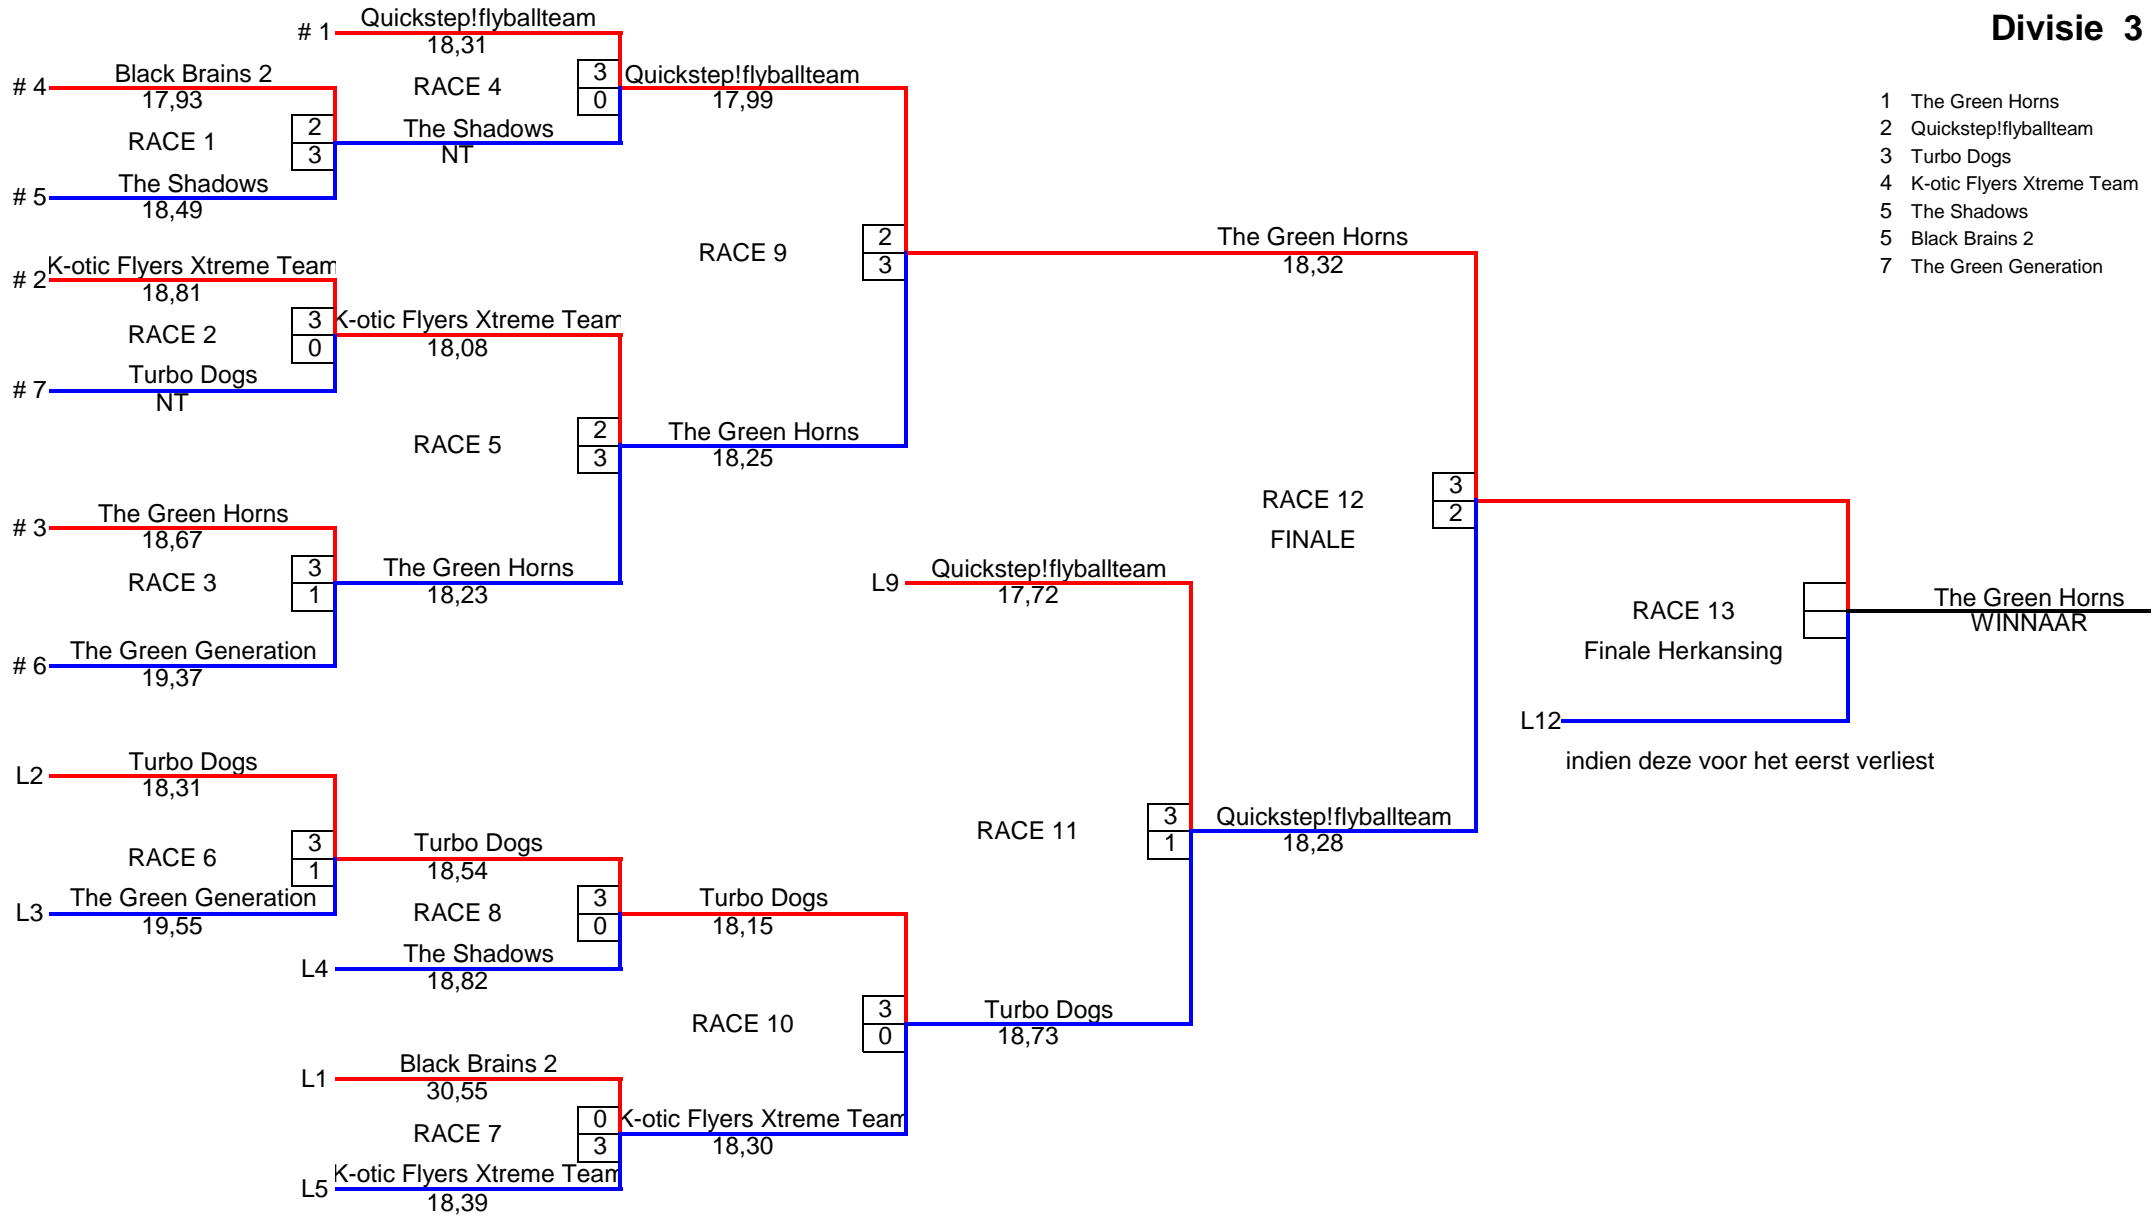 Divisie 3
1 The Green Horns
2 Quickstep!flyballteam
3 Turbo Dogs
4 K-otic Flyers Xtreme Team
5 The Shadows
5 Black Brains 2
7 The Green Generation
# 1 Quickstep!flyballteam
18,31
RACE 4
3
0
The Shadows
NT
# 4 Black Brains 2
17,93
RACE 1
2
3
# 5 The Shadows
18,49
# 2 K-otic Flyers Xtreme Team
18,81
RACE 2
3
0
# 7 Turbo Dogs
NT
K-otic Flyers Xtreme Team
18,08
RACE 5
2
3
The Green Horns
18,23
# 3 The Green Horns
18,67
RACE 3
3
1
# 6 The Green Generation
19,37
Quickstep!flyballteam
17,99
RACE 9
2
3
The Green Horns
18,25
The Green Horns
18,32
RACE 12
3
2
FINALE
L9 Quickstep!flyballteam
17,72
RACE 11
3
1
Quickstep!flyballteam
18,28
RACE 13
Finale Herkansing
The Green Horns
WINNAAR
L12
indien deze voor het eerst verliest
L2 Turbo Dogs
18,31
RACE 6
3
1
L3 The Green Generation
19,55
Turbo Dogs
18,54
RACE 8
3
0
L4 The Shadows
18,82
Turbo Dogs
18,15
RACE 10
3
0
Turbo Dogs
18,73
L1 Black Brains 2
30,55
RACE 7
0
3
K-otic Flyers Xtreme Team
18,30
L5 K-otic Flyers Xtreme Team
18,39